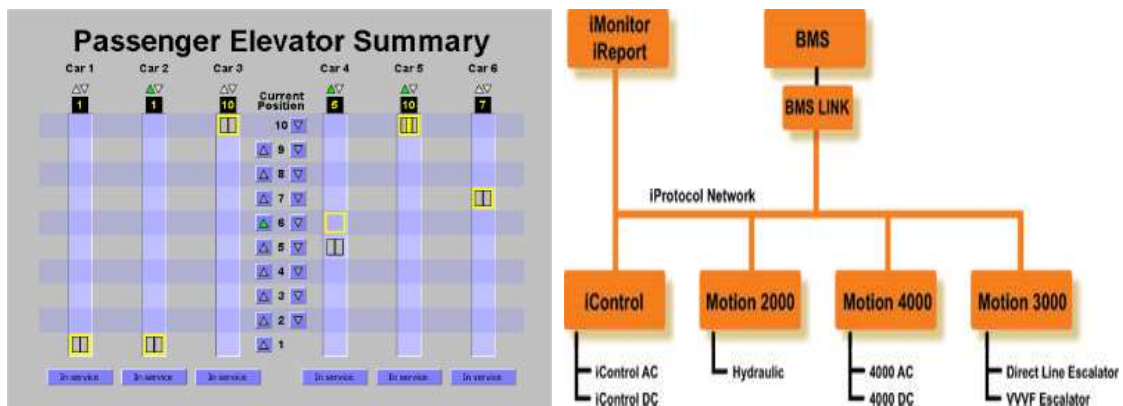 Passenger Elevator Summary
Car 1 Car 2 Car 3 Car 4 Car 5 Car 6
1 1 10 Current Position 5 10 7
10
9
8
7
6
5
4
3
2
1
In service In service In service In service In service In service
iMonitor
iReport
BMS
BMS LINK
iProtocol Network
iControl Motion 2000 Motion 4000 Motion 3000
iControl AC Hydraulic 4000 AC Direct Line Escalator
iControl DC 4000 DC VVVF Escalator